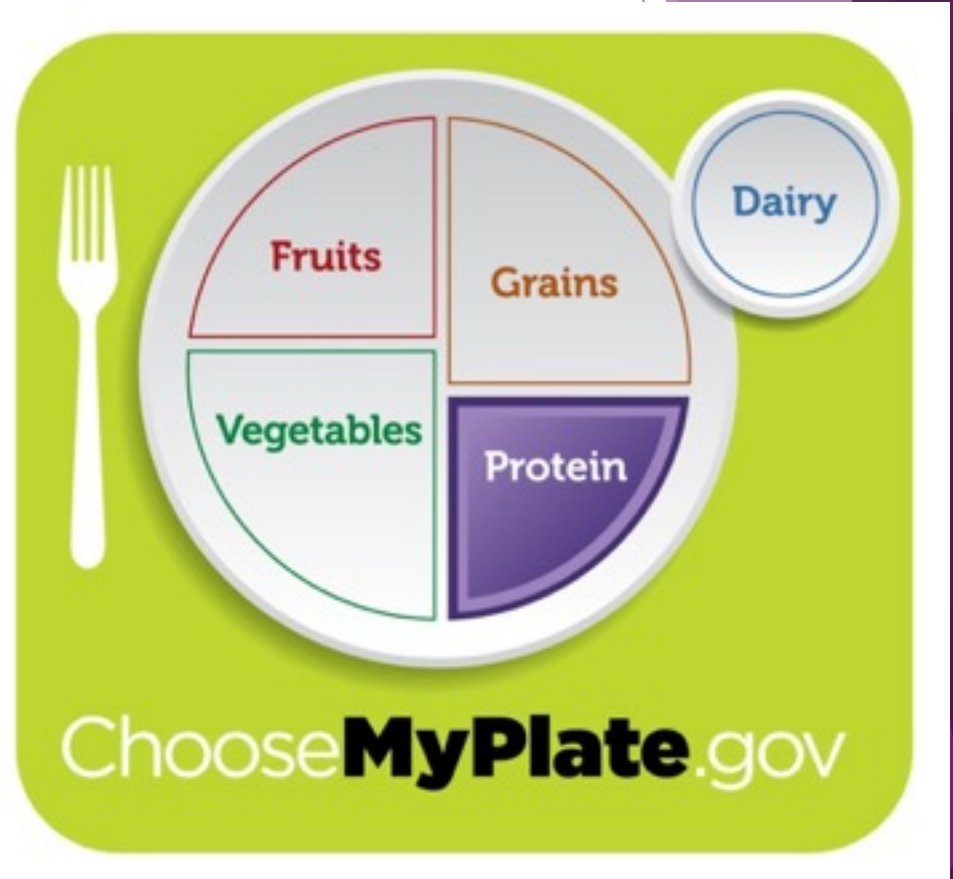 Dairy
Fruits
Grains
Vegetables
Protein
ChooseMyPlate.gov